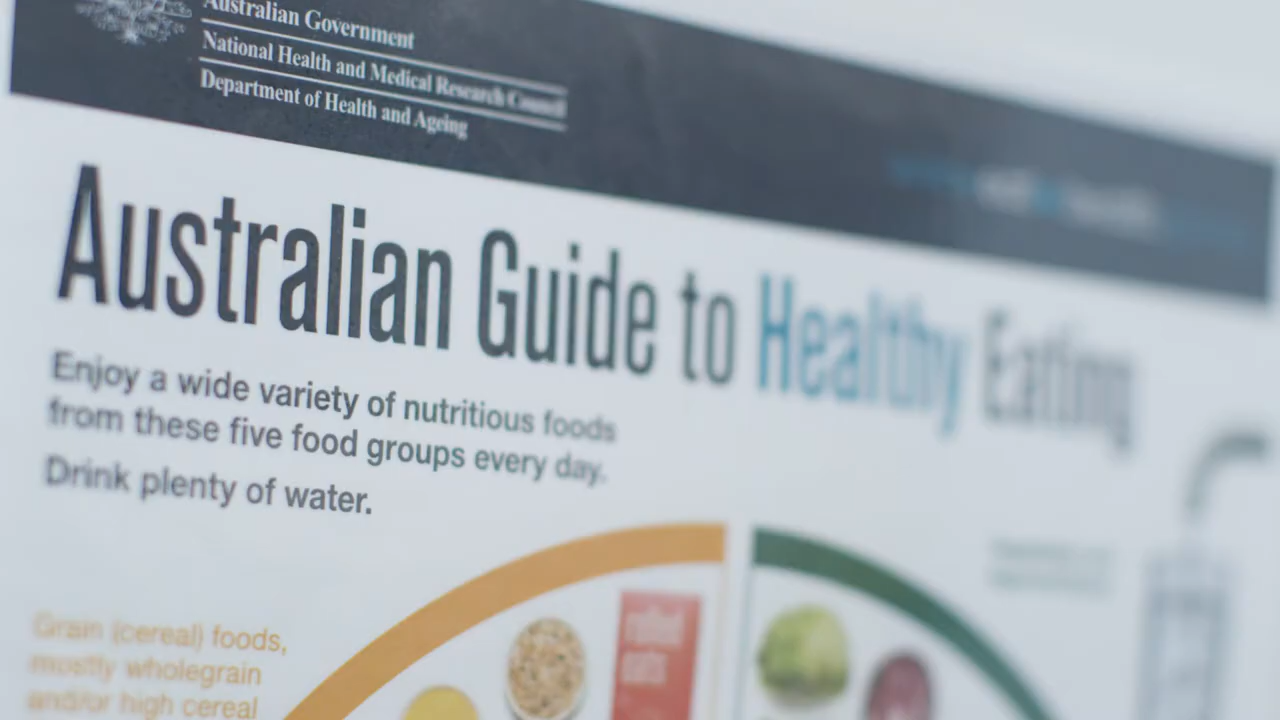 Australian Government
National Health and Medical Research Council
Department of Health and Ageing
Australian Guide to Healthy Eating
Enjoy a wide variety of nutritious foods
from these five food groups every day.
Drink plenty of water.
Grain (cereal) foods,
mostly wholegrain
and/or high cereal
rolled
oats